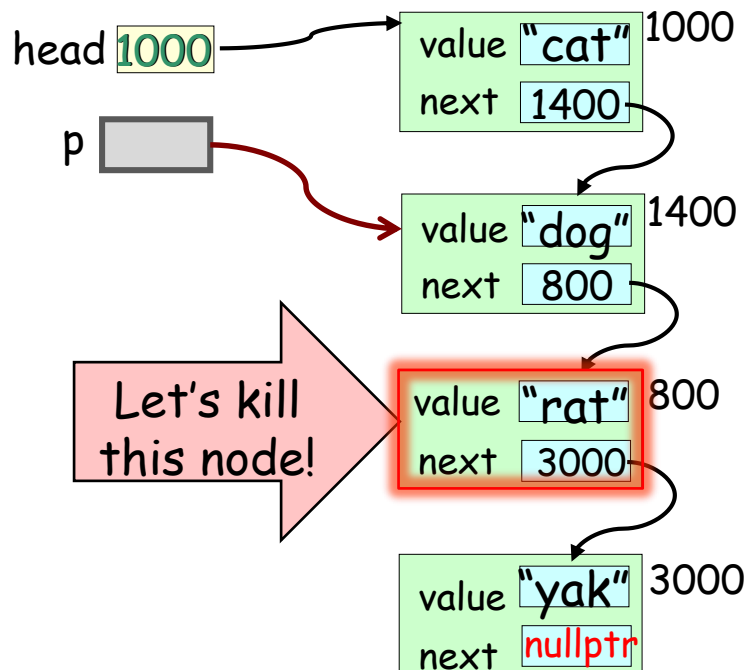 head 1000
value "cat" 1000
next 1400
p
value "dog" 1400
next 800
Let's kill
this node!
value "rat" 800
next 3000
value "yak" 3000
next nullptr